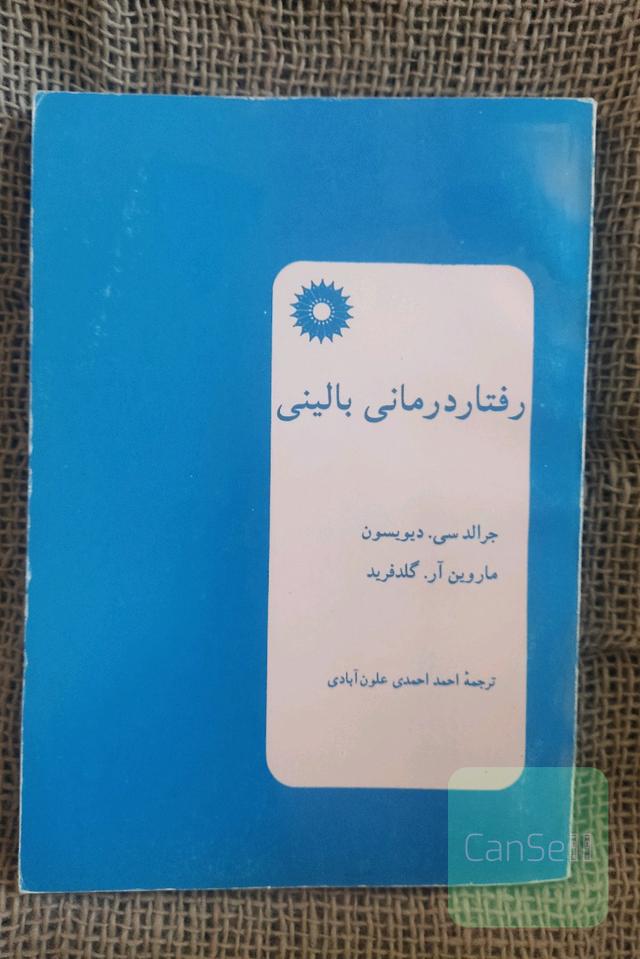 رفتاردرمانی بالینی
جرالد سی. دیویسون
ماروین آر. گلدفرید
ترجمهٔ احمد احمدی علون‌آبادی
CanSell